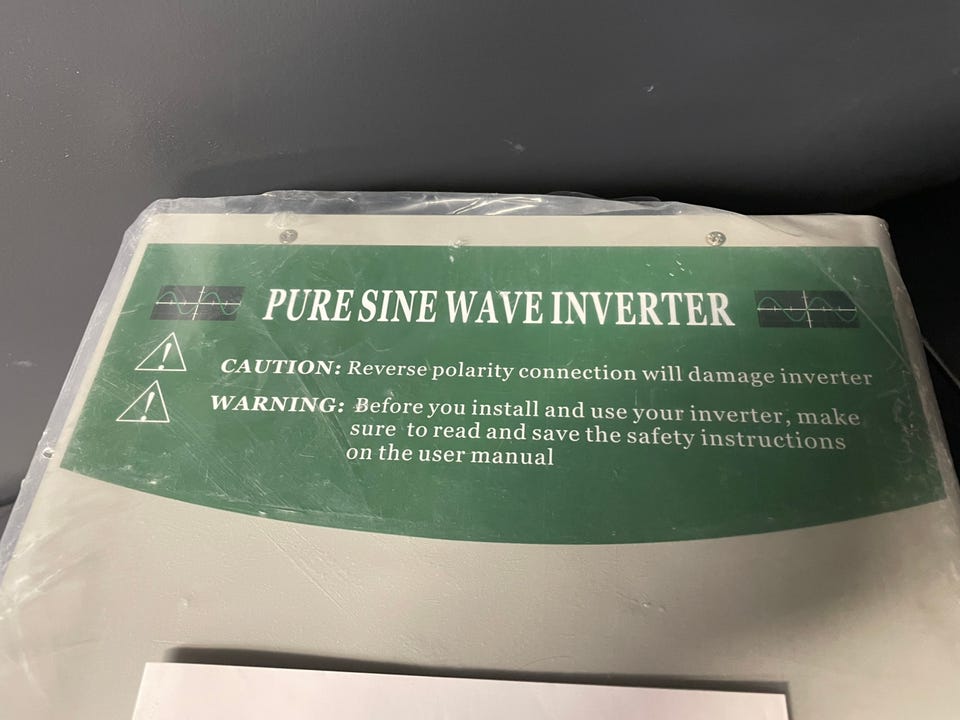 PURE SINE WAVE INVERTER
CAUTION: Reverse polarity connection will damage inverter
WARNING: Before you install and use your inverter, make
sure to read and save the safety instructions
on the user manual